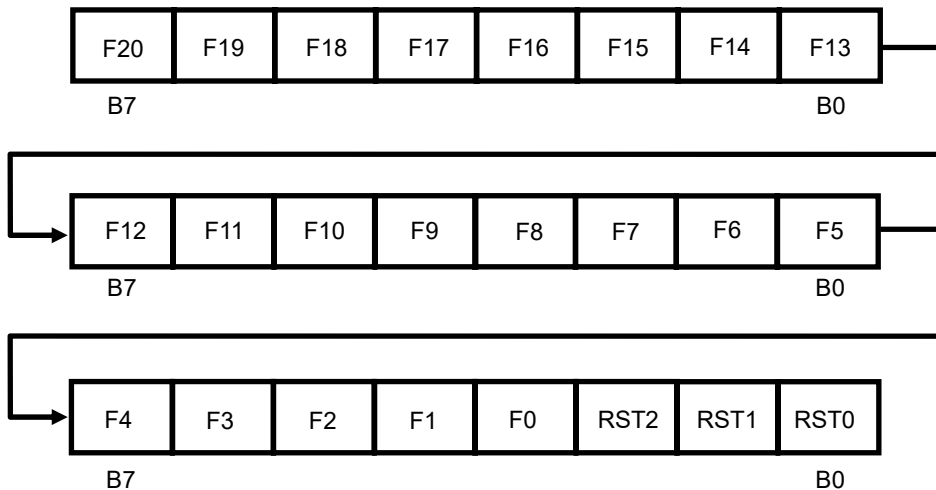 F20 F19 F18 F17 F16 F15 F14 F13
B7 B0
F12 F11 F10 F9 F8 F7 F6 F5
B7 B0
F4 F3 F2 F1 F0 RST2 RST1 RST0
B7 B0